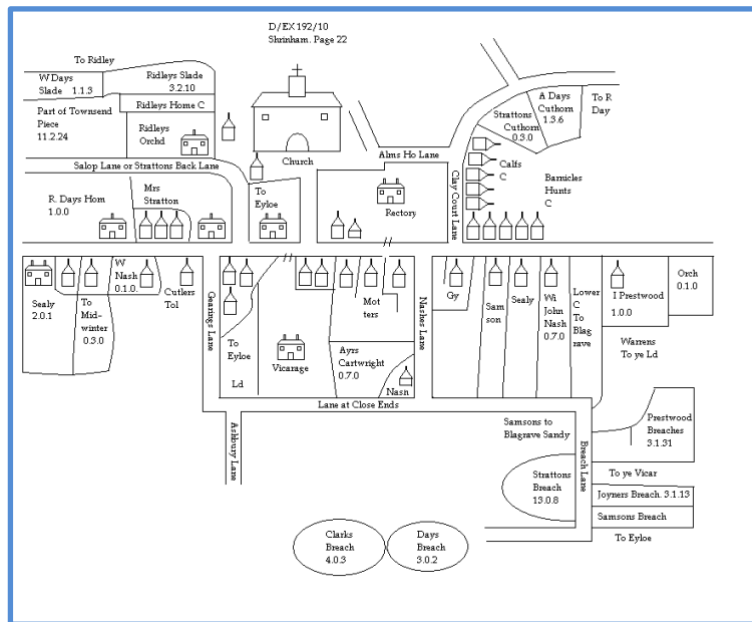 D/EX 192/10
Shrinham. Page 22
To Ridley
W Days
Slade 1.1.3
Ridleys Slade
3.2.10
Part of Townsend
Piece
11.2.24
Ridleys Home C
Ridleys
Orchd
Church
A Days
Cuthorn
1.3.6
To R
Day
Strattons
Cuthorn
0.3.0
Alms Ho Lane
Salop Lane or Strattons Back Lane
Calfs
C
Barnicles
Hunts
C
Clay Court Lane
R. Days Hom
1.0.0
Mrs
Stratton
To
Eyloe
Rectory
Sealy
2.0.1
To
Mid-
winter
0.3.0
W
Nash
0.1.0.
Cutlers
Tol
Gearings Lane
To
Eyloe
Ld
Vicarage
Mot
ters
Ayrs
Cartwright
0.7.0
Nasn
Nashes Lane
Gy
Sam
son
Sealy
Wi
John
Nash
0.7.0
Lower
C
To
Blag
rave
I Prestwood
1.0.0
Orch
0.1.0
Warrens
To ye Ld
Lane at Close Ends
Ashbury Lane
Samsons to
Blagrave Sandy
Breach Lane
Prestwood
Breaches
3.1.31
Strattons
Breach
13.0.8
To ye Vicar
Joyners Breach. 3.1.13
Samsons Breach
To Eyloe
Clarks
Breach
4.0.3
Days
Breach
3.0.2